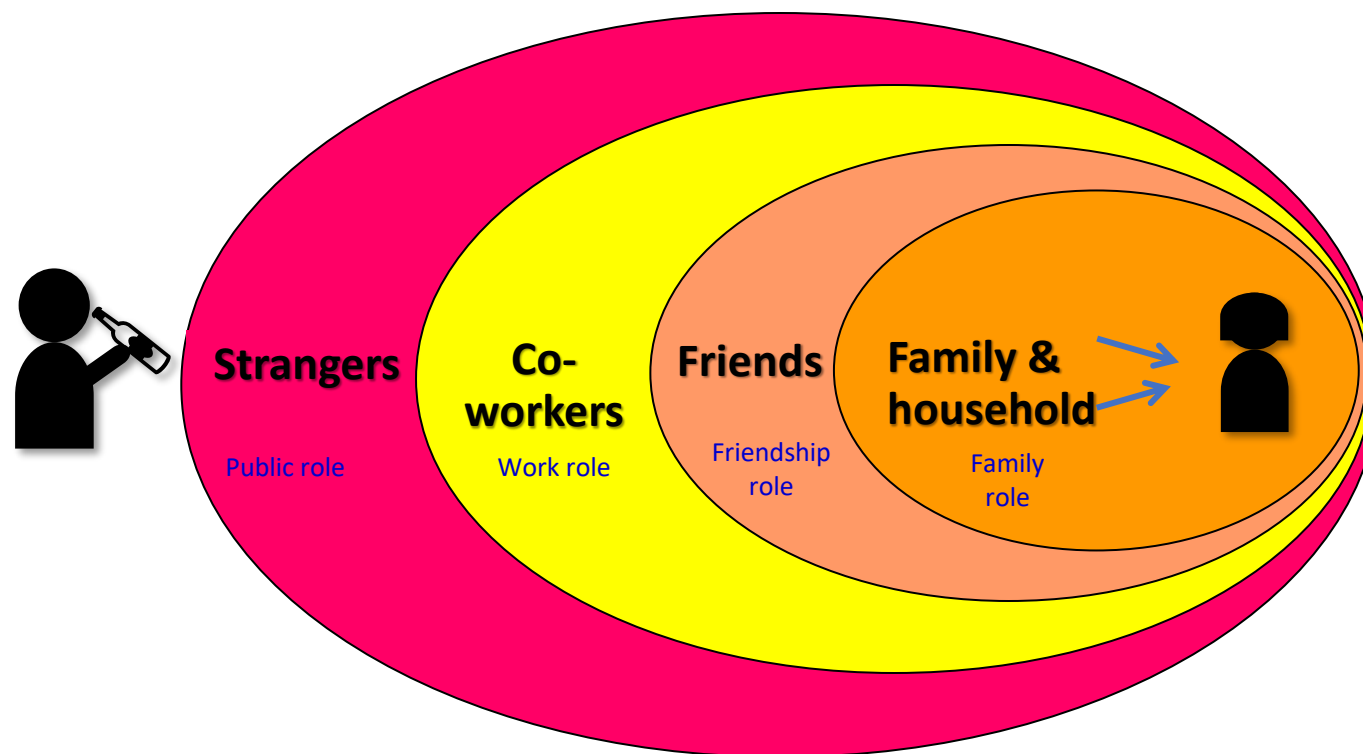 Strangers
Public role
Co-
workers
Work role
Friends
Friendship
role
Family &
household
Family
role